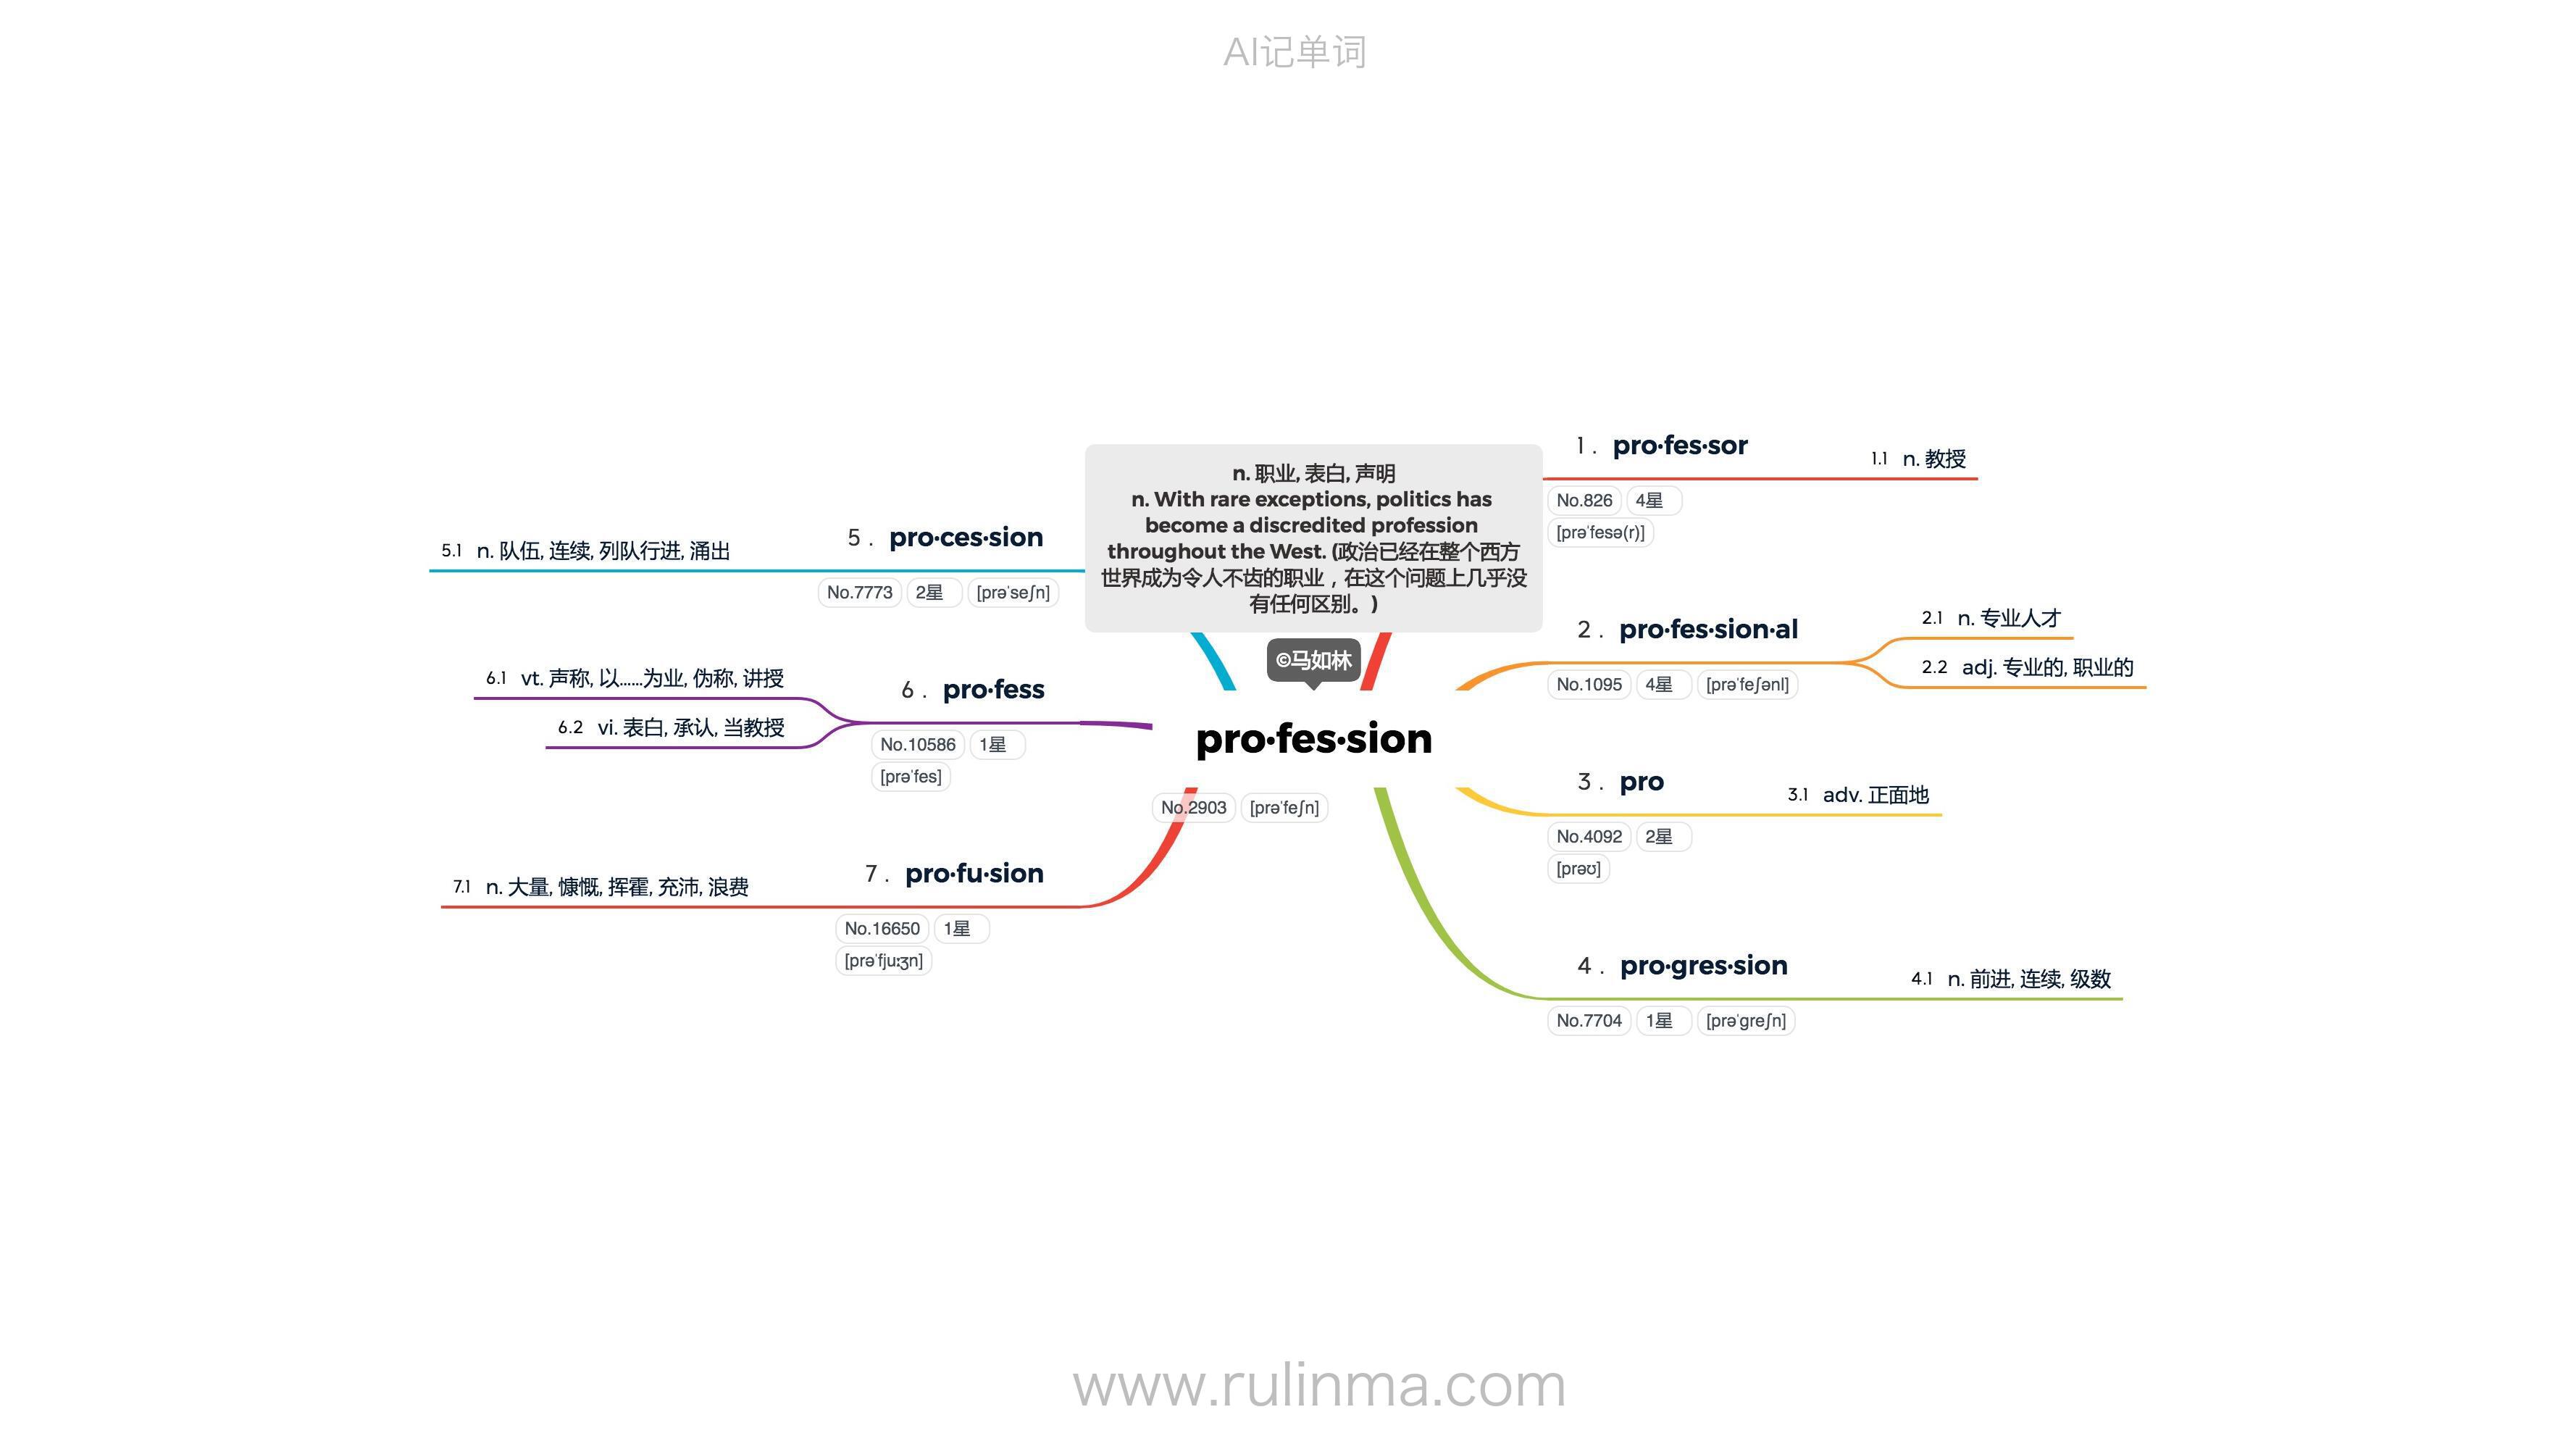 AI记单词
n. 职业, 表白, 声明
n. With rare exceptions, politics has
become a discredited profession
throughout the West. (政治已经在整个西方
世界成为令人不齿的职业，在这个问题上几乎没
有任何区别。)
©马如林
pro·fes·sion
No.2903 [prəˈfeʃn]
1 . pro·fes·sor
No.826 4星
[prəˈfesə(r)]
1.1 n. 教授
2 . pro·fes·sion·al
No.1095 4星 [prəˈfeʃənl]
2.1 n. 专业人才
2.2 adj. 专业的, 职业的
3 . pro
No.4092 2星
[prəʊ]
3.1 adv. 正面地
4 . pro·gres·sion
No.7704 1星 [prəˈɡreʃn]
4.1 n. 前进, 连续, 级数
5 . pro·ces·sion
No.7773 2星 [prəˈseʃn]
5.1 n. 队伍, 连续, 列队行进, 涌出
6 . pro·fess
No.10586 1星
[prəˈfes]
6.1 vt. 声称, 以……为业, 伪称, 讲授
6.2 vi. 表白, 承认, 当教授
7 . pro·fu·sion
No.16650 1星
[prəˈfjuːʒn]
7.1 n. 大量, 慷慨, 挥霍, 充沛, 浪费
www.rulinma.com